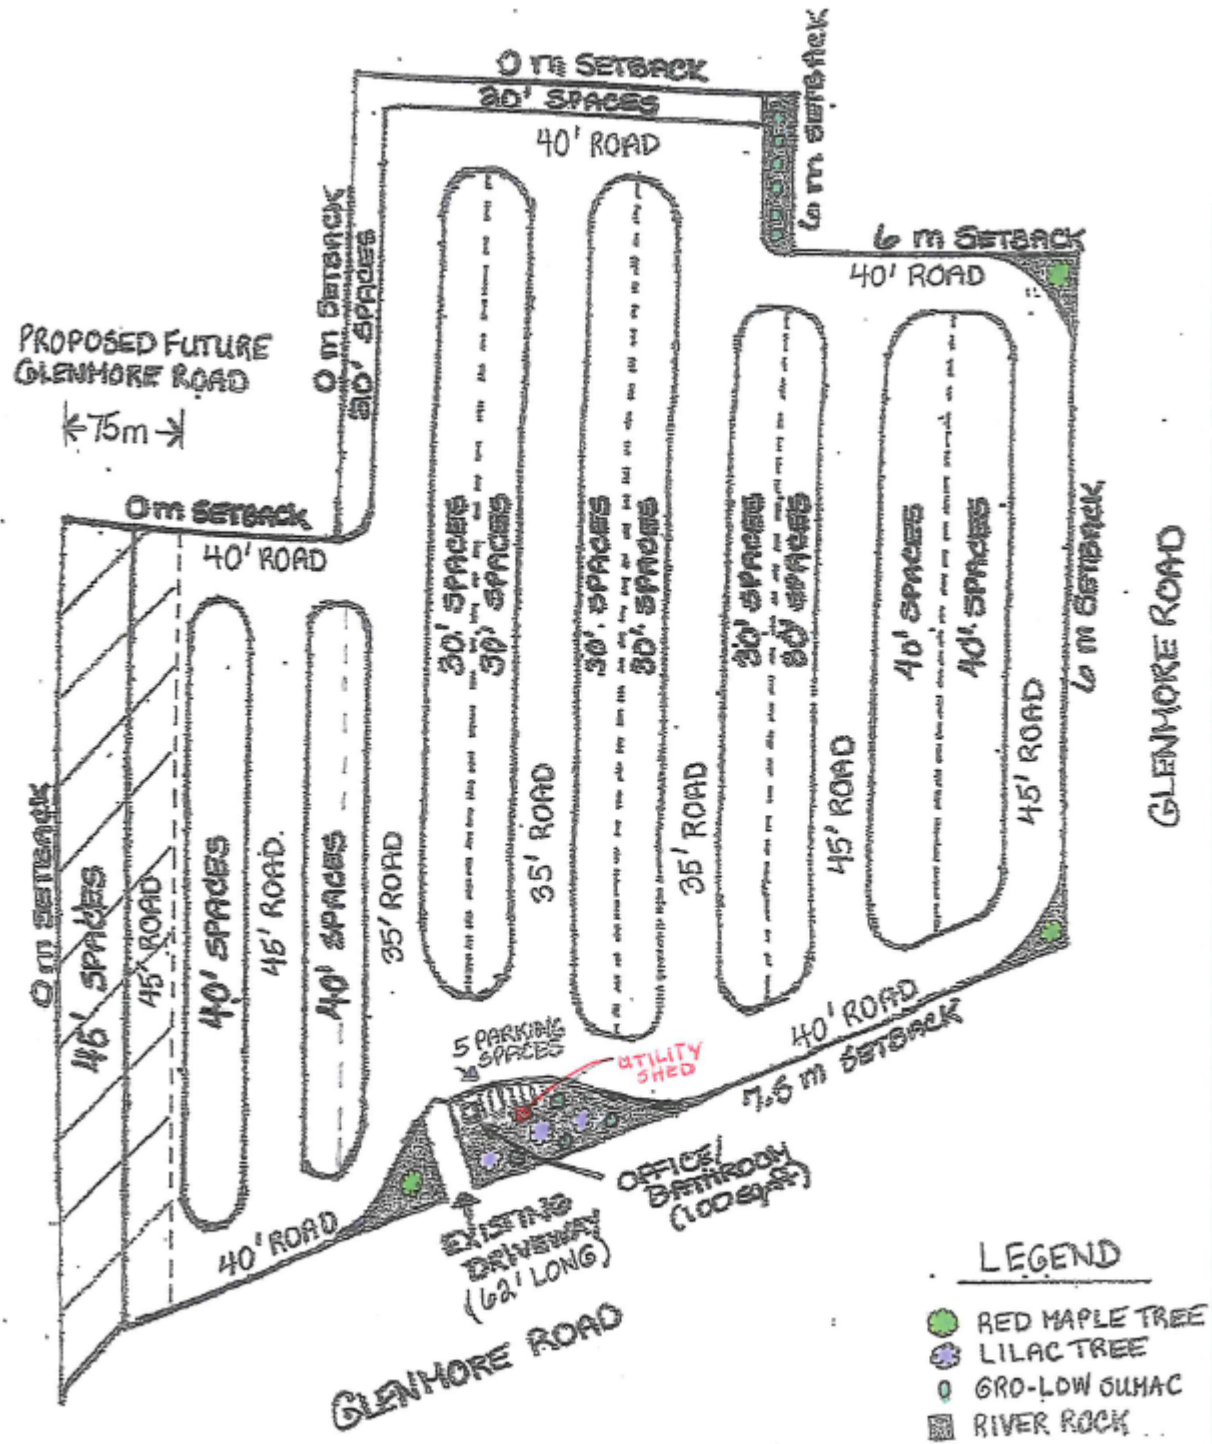 0 m SETBACK
20' SPACES
40' ROAD
6 m SETBACK
6 m SETBACK
40' ROAD
0 m SETBACK
20' SPACES
PROPOSED FUTURE
GLENMORE ROAD
75m
0m SETBACK
40' ROAD
30' SPACES
30' SPACES
30' SPACES
30' SPACES
30' SPACES
30' SPACES
40' SPACES
40' SPACES
6 m SETBACK
GLENMORE ROAD
45' ROAD
45' ROAD
35' ROAD
35' ROAD
35' ROAD
0 m SETBACK
45'
SPACES
45' ROAD
40' SPACES
45' ROAD.
40' SPACES
40' ROAD
7.5 m SETBACK
5 PARKING
SPACES
UTILITY
SHED
OFFICE/
BATHROOM
(100 sq ft)
EXISTING
DRIVEWAY
(62' LONG)
40' ROAD
GLENMORE ROAD
LEGEND
RED MAPLE TREE
LILAC TREE
GRO-LOW SUMAC
RIVER ROCK